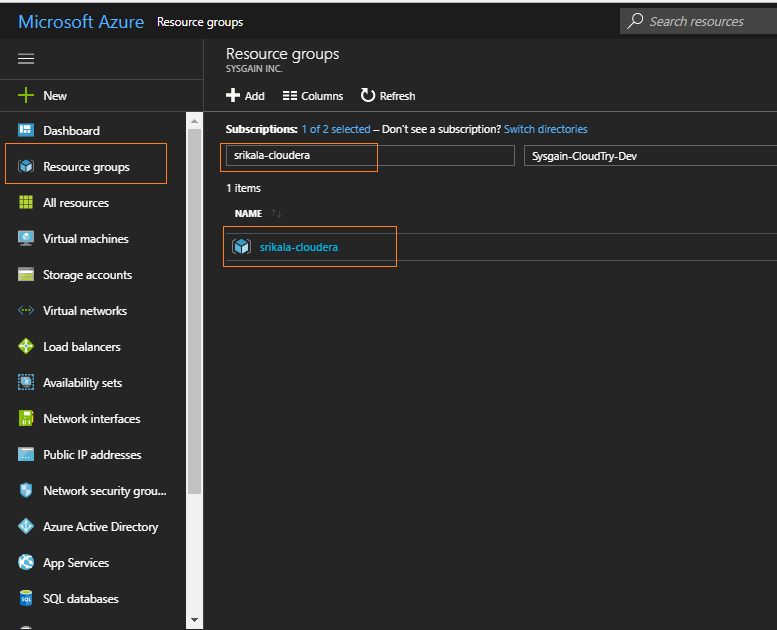 Microsoft Azure Resource groups
Search resources
Resource groups
SYSGAIN INC.
New
Add Columns Refresh
Dashboard
Subscriptions: 1 of 2 selected – Don't see a subscription? Switch directories
srikala-cloudera
Sysgain-CloudTry-Dev
Resource groups
1 items
All resources
NAME
Virtual machines
srikala-cloudera
Storage accounts
Virtual networks
Load balancers
Availability sets
Network interfaces
Public IP addresses
Network security grou...
Azure Active Directory
App Services
SQL databases
SQL